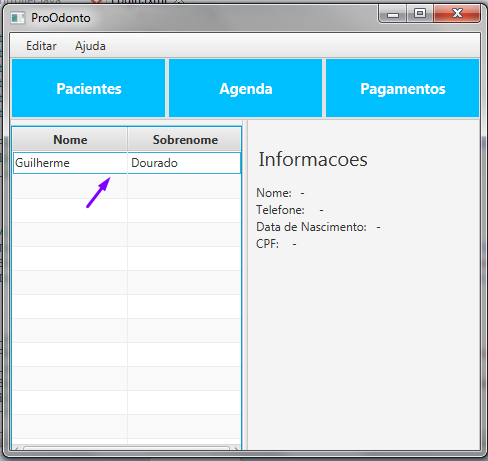 ProOdonto
Editar Ajuda
Pacientes Agenda Pagamentos
Nome Sobrenome
Guilherme Dourado
Informacoes
Nome: -
Telefone: -
Data de Nascimento: -
CPF: -